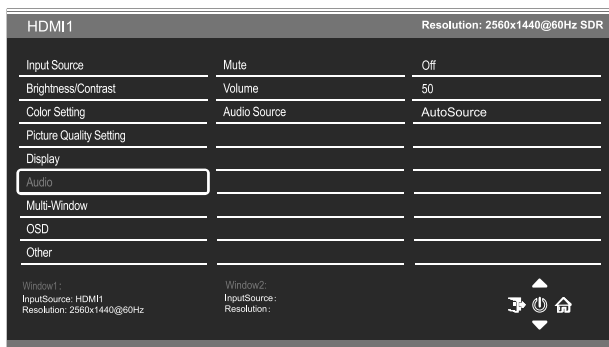 HDMI1 Resolution: 2560x1440@60Hz SDR
Input Source Mute Off
Brightness/Contrast Volume 50
Color Setting Audio Source AutoSource
Picture Quality Setting
Display
Audio
Multi-Window
OSD
Other
Window1: Window2:
InputSource: HDMI1 InputSource:
Resolution: 2560x1440@60Hz Resolution: